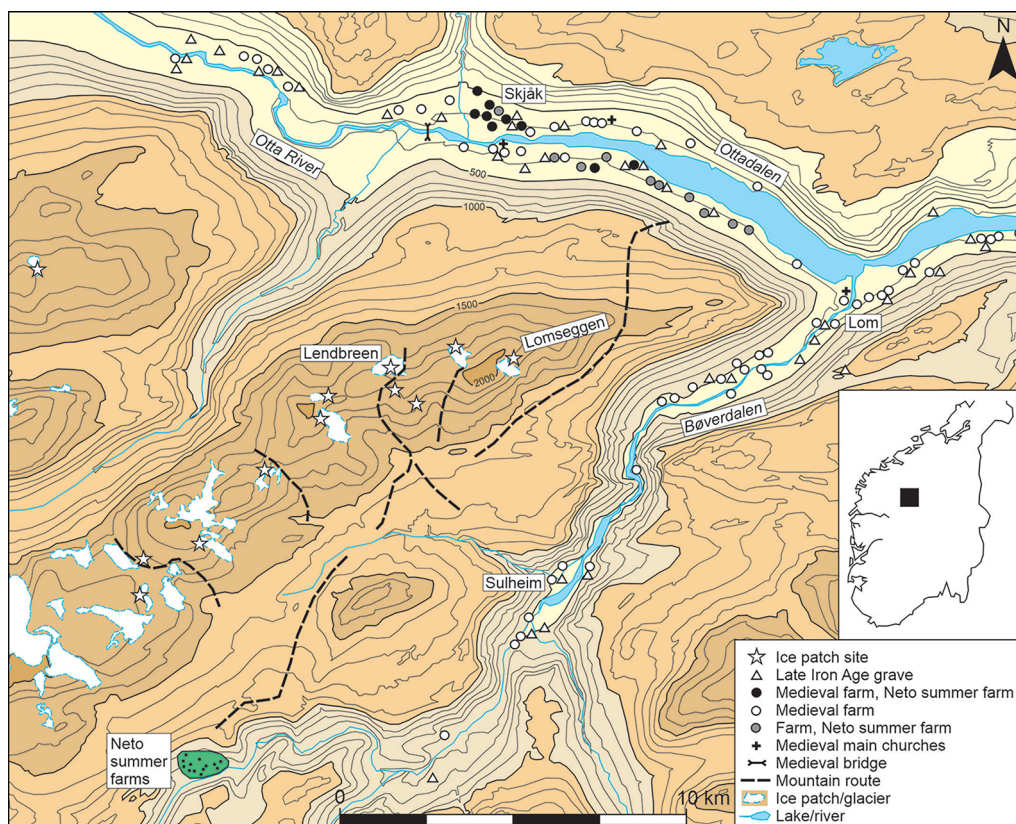 N
Skjåk
Otta River
Ottadalen
500
1000
1500
Lomseggen
Lendbreen
2000
Lom
Bøverdalen
Sulheim
Neto
summer
farms
0
10 km
Ice patch site
Late Iron Age grave
Medieval farm, Neto summer farm
Medieval farm
Farm, Neto summer farm
Medieval main churches
Medieval bridge
Mountain route
Ice patch/glacier
Lake/river